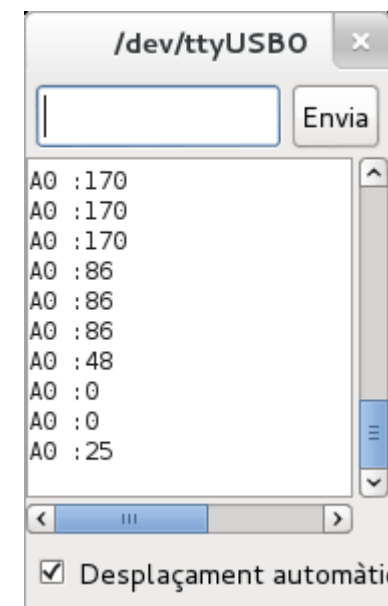 /dev/ttyUSB0
Envia
A0 :170
A0 :170
A0 :170
A0 :86
A0 :86
A0 :86
A0 :48
A0 :0
A0 :0
A0 :25
Desplaçament automàti